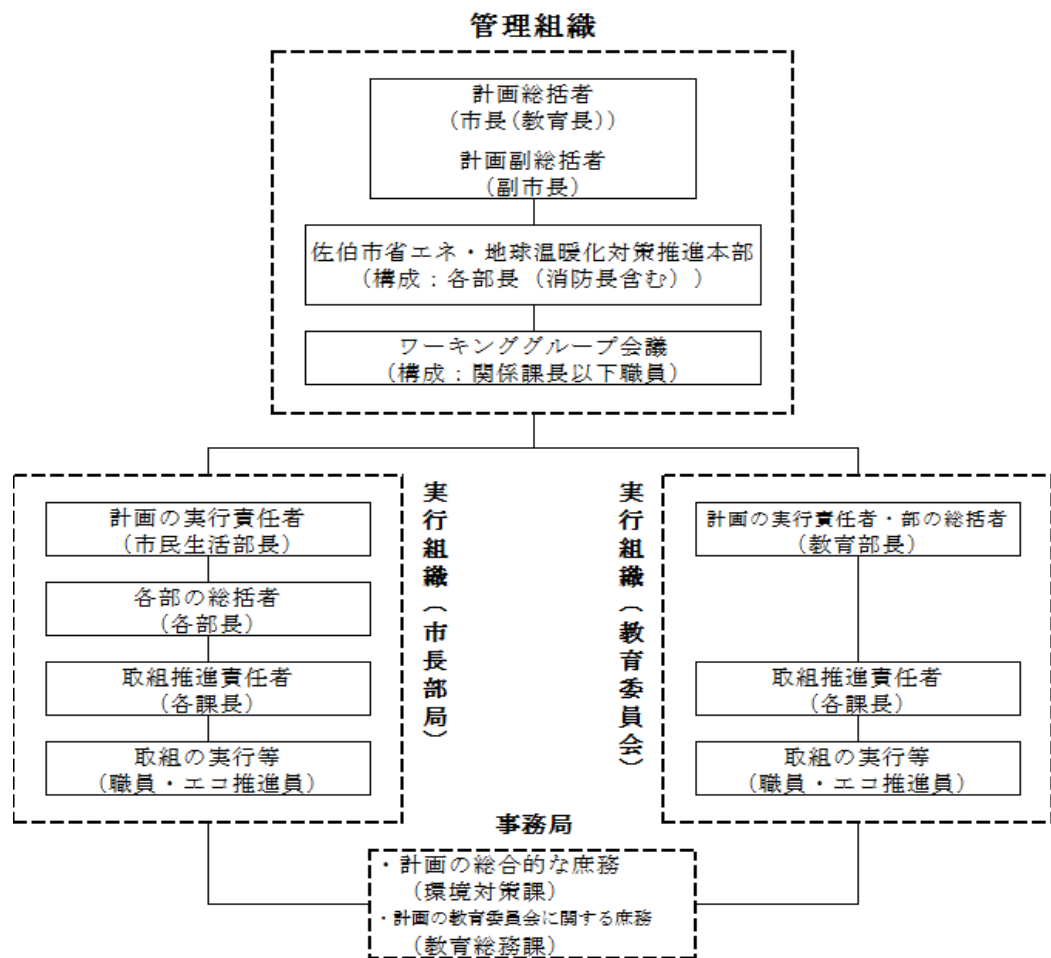 管理組織
計画総括者
(市長(教育長))
計画副総括者
(副市長)
佐伯市省エネ・地球温暖化対策推進本部
(構成：各部長(消防長含む))
ワーキンググループ会議
(構成：関係課長以下職員)
実行組織(市長部局)
計画の実行責任者
(市民生活部長)
各部の総括者
(各部長)
取組推進責任者
(各課長)
取組の実行等
(職員・エコ推進員)
実行組織(教育委員会)
計画の実行責任者・部の総括者
(教育部長)
取組推進責任者
(各課長)
取組の実行等
(職員・エコ推進員)
事務局
・計画の総合的な庶務
(環境対策課)
・計画の教育委員会に関する庶務
(教育総務課)